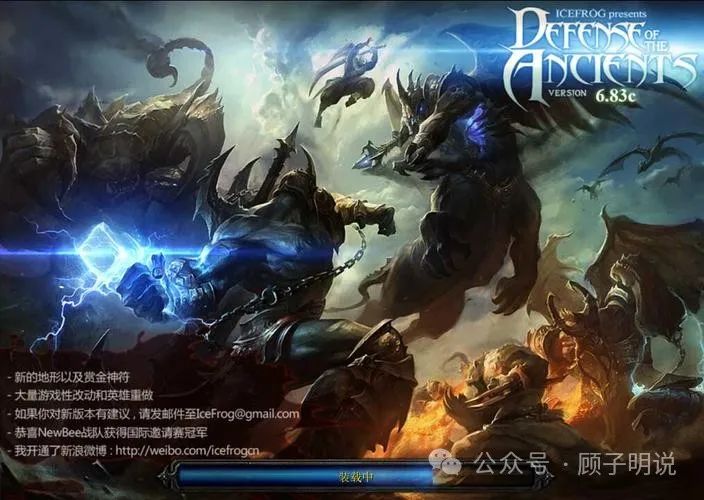 ICEFROG presents
DEFENSE OF THE
ANCIENTS
VERSION 6.83c
- 新的地形以及赏金神符
- 大量游戏性改动和英雄重做
- 如果你对新版本有建议，请发邮件至IceFrog@gmail.com
- 恭喜NewBee战队获得国际邀请赛冠军
- 我开通了新浪微博：http://weibo.com/icefrogcn
装载中
公众号·顾子明说